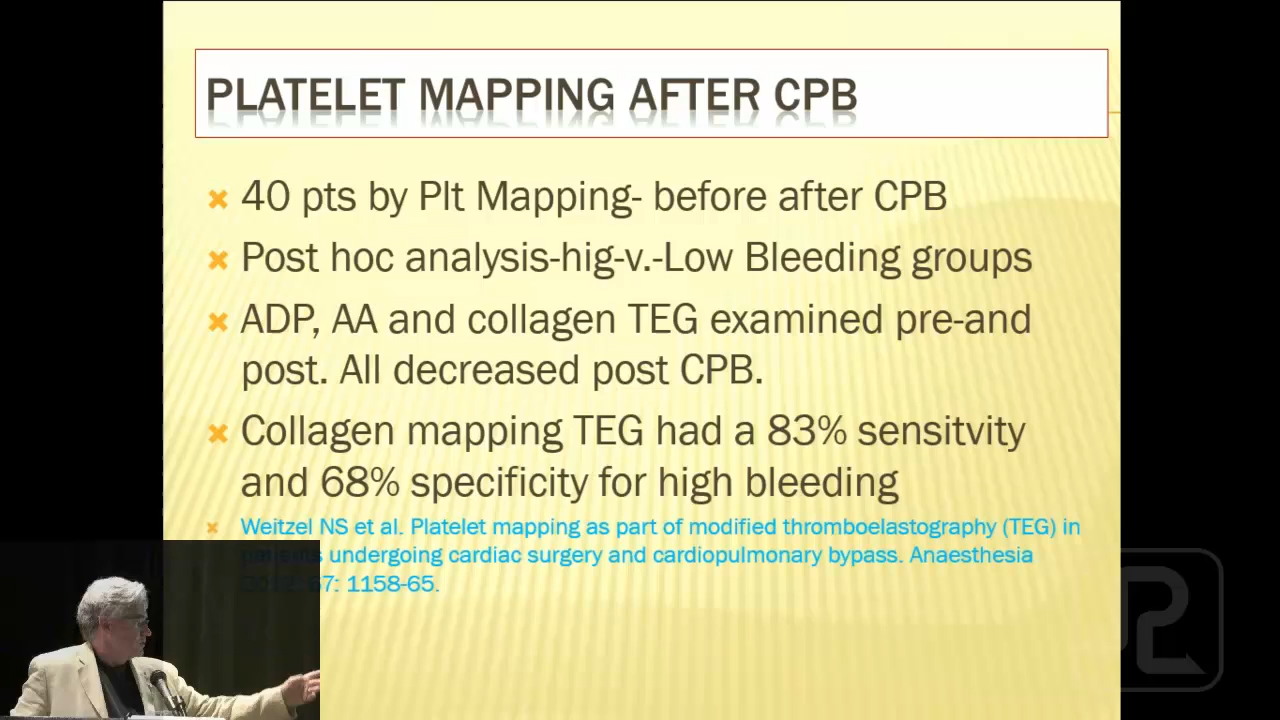 PLATELET MAPPING AFTER CPB
40 pts by Plt Mapping- before after CPB
Post hoc analysis-hig-v.-Low Bleeding groups
ADP, AA and collagen TEG examined pre-and
post. All decreased post CPB.
Collagen mapping TEG had a 83% sensitvity
and 68% specificity for high bleeding
Weitzel NS et al. Platelet mapping as part of modified thromboelastography (TEG) in
patients undergoing cardiac surgery and cardiopulmonary bypass. Anaesthesia
2012; 67: 1158-65.